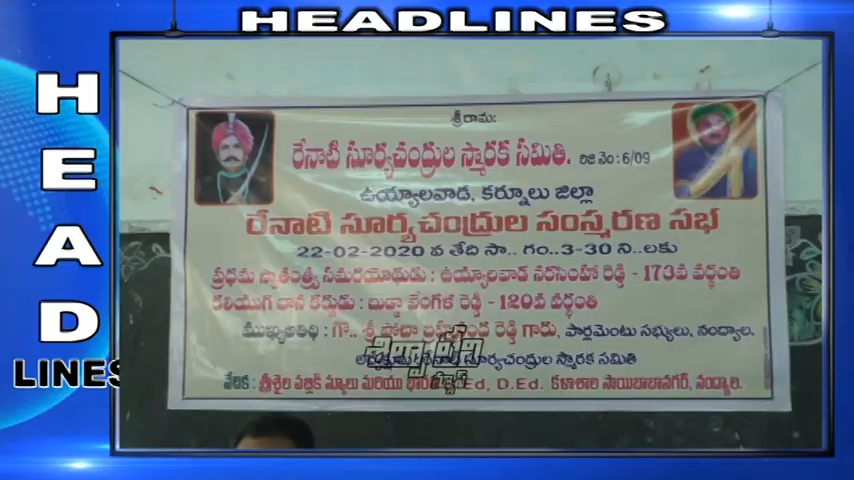 HEADLINES
HEAD
LINES
శ్రీరామ:
రేనాటి సూర్యచంద్రుల స్మారక సమితి. రిజి నెం:6/09
ఉయ్యాలవాడ, కర్నూలు జిల్లా
రేనాటి సూర్యచంద్రుల సంస్మరణ సభ
22-02-2020 వ తేది సా.. గం..3-30 ని..లకు
ప్రథమ స్వాతంత్ర్య సమరయోథుడు : ఉయ్యాలవాడ నరసింహా రెడ్డి - 173వ వర్థంతి
కలియుగ దాన కర్ణుడు : బుడ్డా వెంగళ రెడ్డి - 120వ వర్థంతి
ముఖ్యఅతిథి : గౌ.. శ్రీ పోచా బ్రహ్మానంద రెడ్డి గారు, పార్లమెంటు సభ్యులు, నంద్యాల.
సూర్యచంద్రుల స్మారక సమితి
వేదిక : శ్రీశైల పబ్లిక్ స్కూలు మరియు Ed, D.Ed. కళాశాల సాయిబాబానగర్, నంద్యాల.